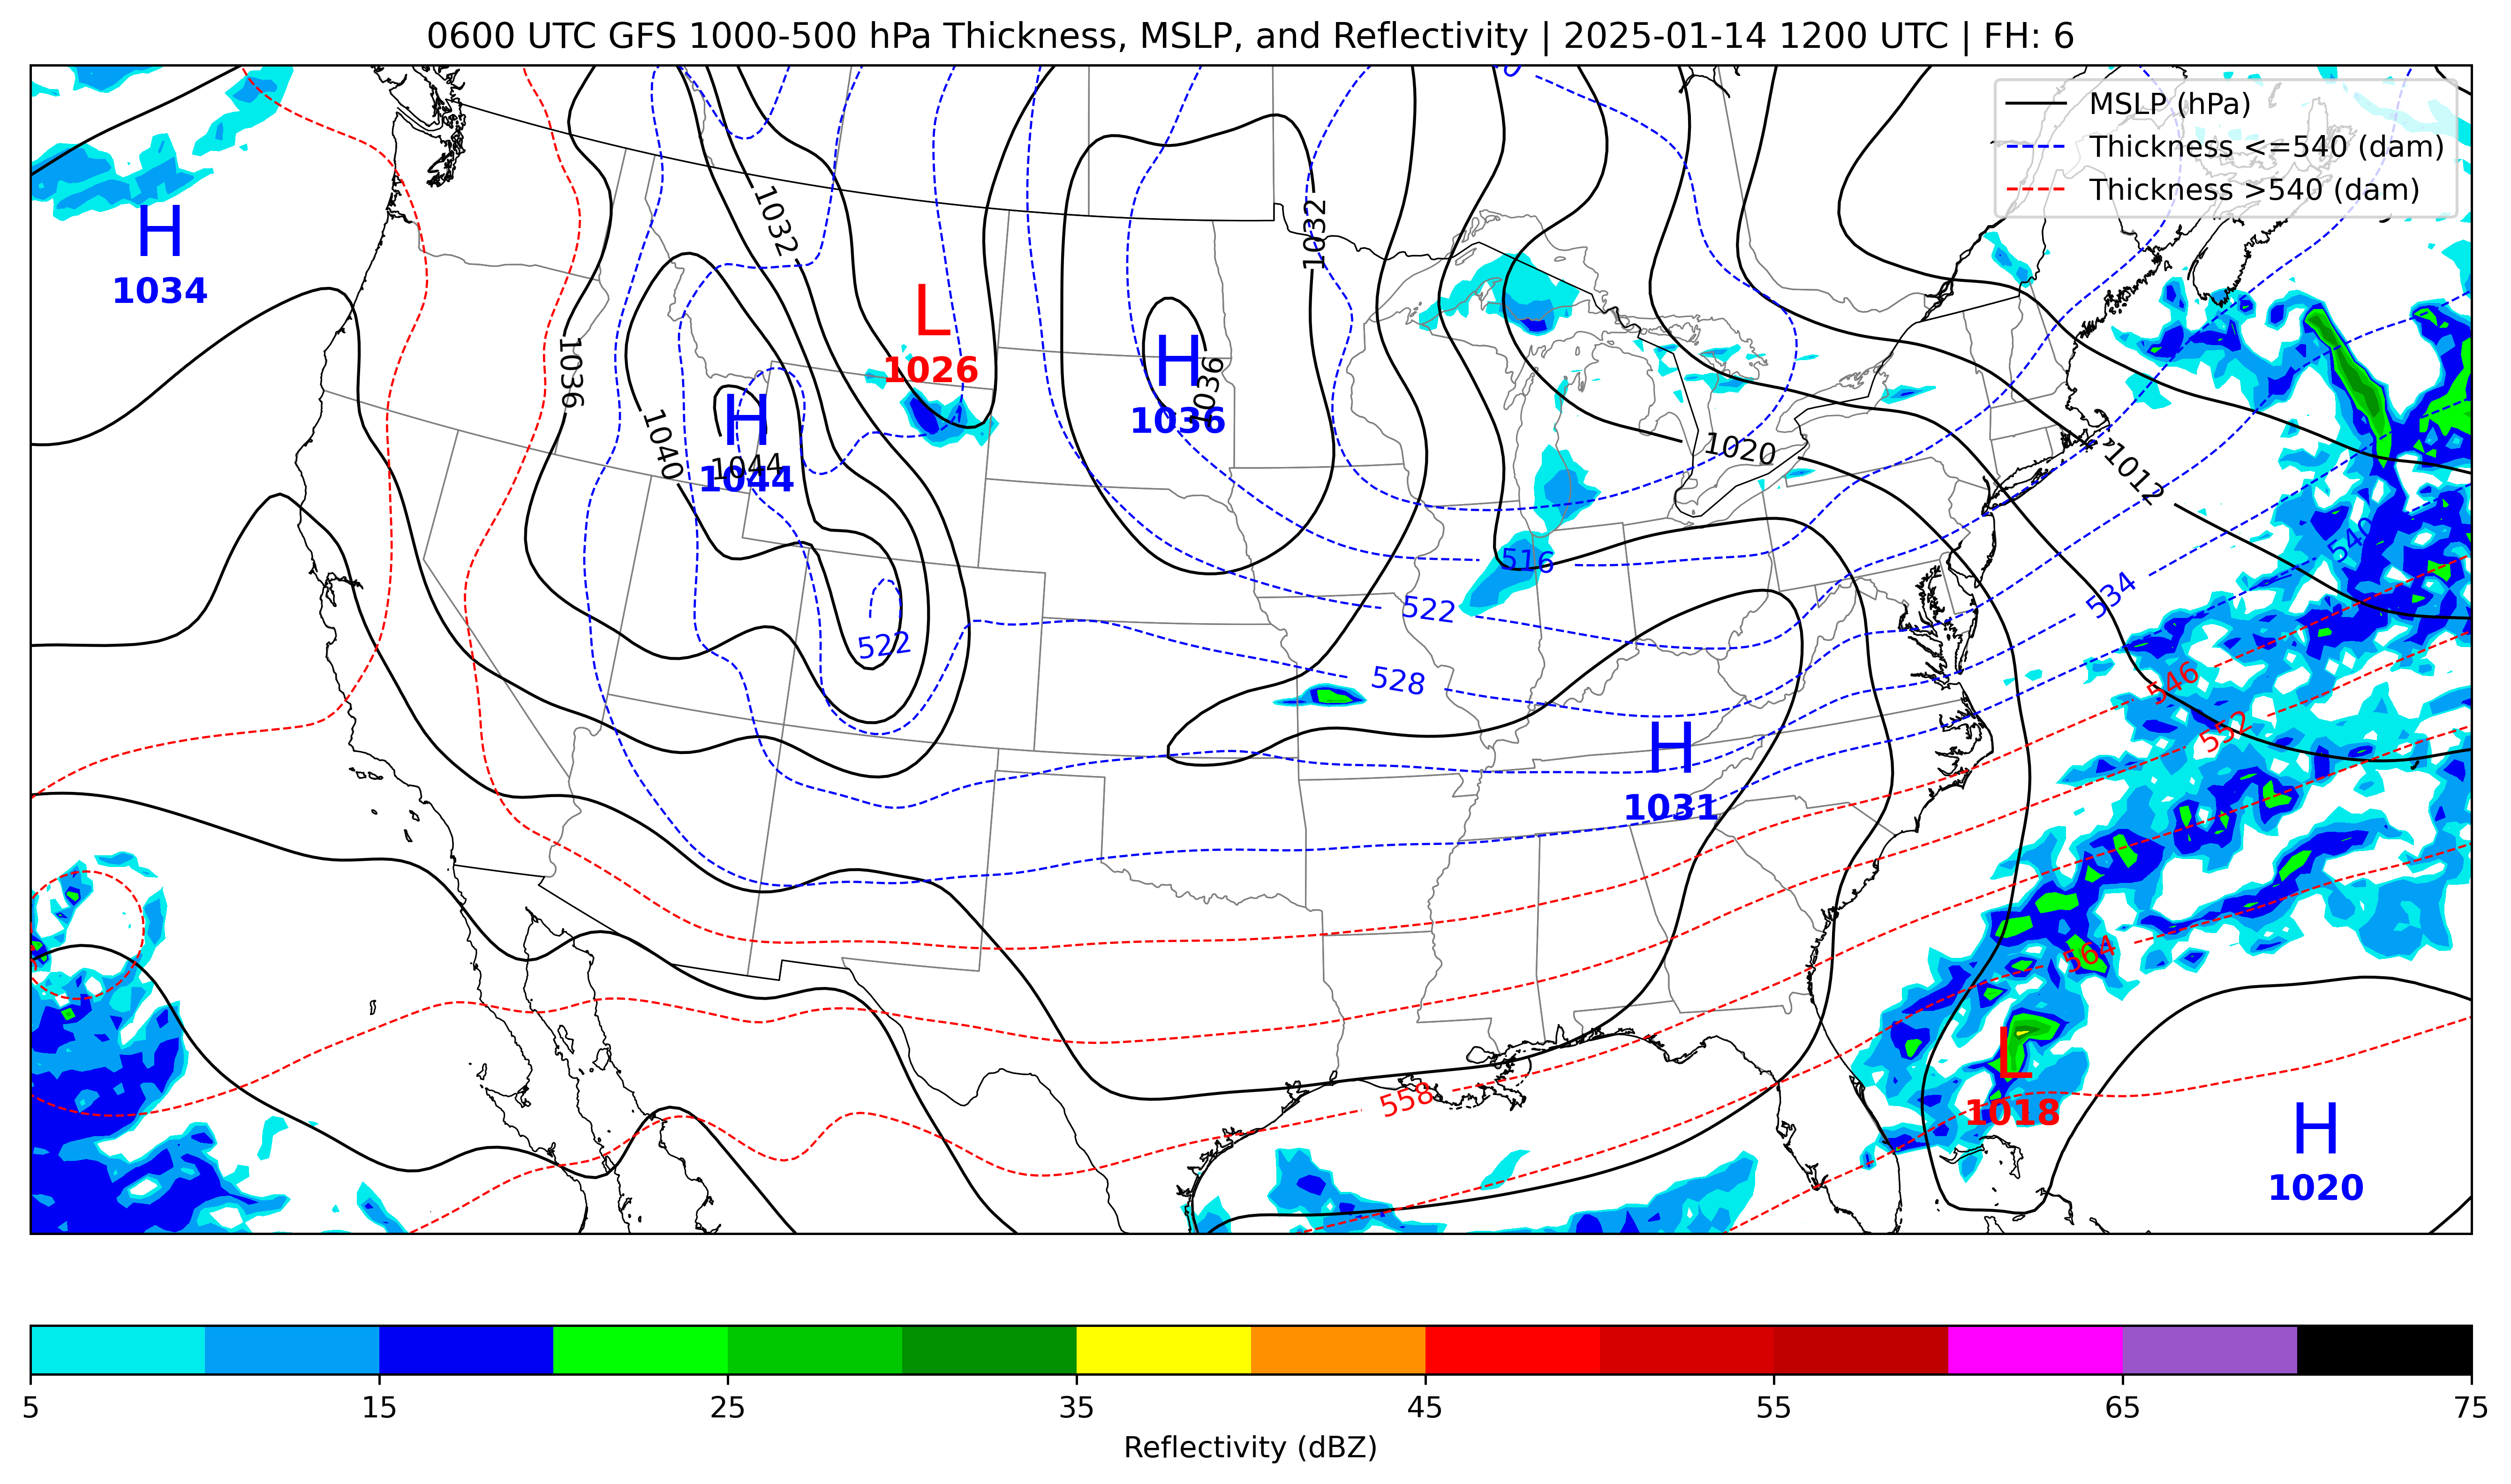 0600 UTC GFS 1000-500 hPa Thickness, MSLP, and Reflectivity | 2025-01-14 1200 UTC | FH: 6
MSLP (hPa)
Thickness <=540 (dam)
Thickness >540 (dam)
H
1034
1032
1032
L
1026
1036
H
1036
1036
H
1040
1044
1044
1020
1012
516
522
522
528
534
540
546
552
H
1031
564
558
L
1018
H
1020
5
15
25
35
45
55
65
75
Reflectivity (dBZ)